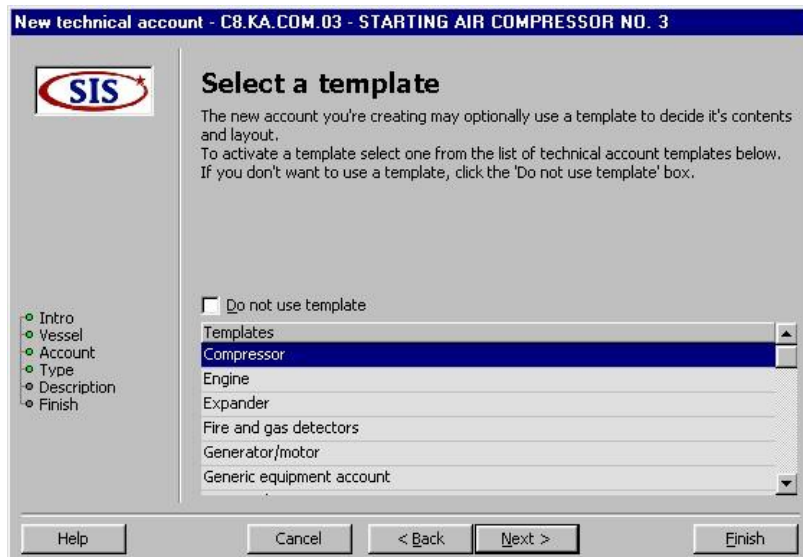 New technical account - C8.KA.COM.03 - STARTING AIR COMPRESSOR NO. 3
SIS
Select a template
The new account you're creating may optionally use a template to decide it's contents
and layout.
To activate a template select one from the list of technical account templates below.
If you don't want to use a template, click the 'Do not use template' box.
Do not use template
Templates
Compressor
Engine
Expander
Fire and gas detectors
Generator/motor
Generic equipment account
Intro
Vessel
Account
Type
Description
Finish
Help
Cancel
< Back
Next >
Finish